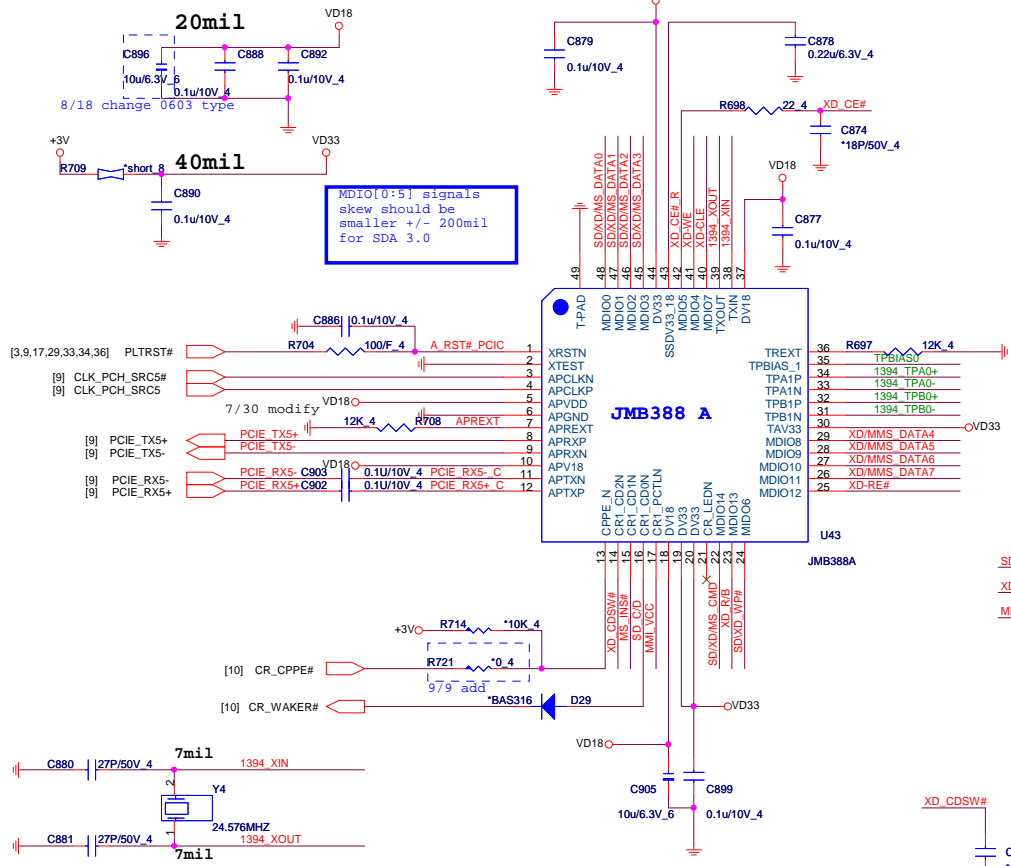 20mil
VD18
C896
C888
C892
10u/6.3V_6
0.1u/10V_4
0.1u/10V_4
8/18 change 0603 type
C879
0.1u/10V_4
C878
0.22u/6.3V_4
R698
22_4
XD_CE#
C874
*18P/50V_4
+3V
VD33
R709
*short_8
40mil
C890
0.1u/10V_4
MDIO[0:5] signals
skew should be
smaller +/- 200mil
for SDA 3.0
VD18
C877
0.1u/10V_4
SD/XD/MS_DATA0
SD/XD/MS_DATA1
SD/XD/MS_DATA2
SD/XD/MS_DATA3
XD_CE#_R
XD-WE
XD-CLE
1394_XOUT
1394_XIN
49
48
47
46
45
44
43
42
41
40
39
38
37
T-PAD
MDIO0
MDIO1
MDIO2
MDIO3
DV33
SSDV33_18
MDIO5
MDIO4
MDIO7
TXOUT
TXIN
DV18
C886
0.1u/10V_4
[3,9,17,29,33,34,36]
PLTRST#
R704
100/F_4
A_RST#_PCIC
1
XRSTN
2
XTEST
[9]
CLK_PCH_SRC5#
3
APCLKN
[9]
CLK_PCH_SRC5
4
APCLKP
VD18
5
APVDD
7/30 modify
6
APGND
12K_4
R708
APREXT
7
APREXT
[9]
PCIE_TX5+
PCIE_TX5+
8
APRXP
[9]
PCIE_TX5-
PCIE_TX5-
9
APRXN
VD18
10
APV18
[9]
PCIE_RX5-
PCIE_RX5-
C903
0.1U/10V_4
PCIE_RX5-_C
11
APTXN
[9]
PCIE_RX5+
PCIE_RX5+
C902
0.1U/10V_4
PCIE_RX5+_C
12
APTXP
JMB388 A
TREXT
36
R697
12K_4
TPBIAS_1
35
TPBIAS0
TPA1P
34
1394_TPA0+
TPA1N
33
1394_TPA0-
TPB1P
32
1394_TPB0+
TPB1N
31
1394_TPB0-
TAV33
30
VD33
MDIO8
29
XD/MMS_DATA4
MDIO9
28
XD/MMS_DATA5
MDIO10
27
XD/MMS_DATA6
MDIO11
26
XD/MMS_DATA7
MDIO12
25
XD-RE#
CPPE_N
CR1_CD2N
CR1_CD1N
CR1_CD0N
CR1_PCTLN
DV18
DV33
DV33
CR_LEDN
MDIO14
MDIO13
MIDO6
U43
JMB388A
13
14
15
16
17
18
19
20
21
22
23
24
XD_CDSW#
MS_INS#
SD_C/D
MMI_VCC
SD/XD/MS_CMD
XD_R/B
SD\XD_WP#
+3V
R714
*10K_4
[10]
CR_CPPE#
R721
*0_4
9/9 add
[10]
CR_WAKER#
*BAS316
D29
VD33
VD18
C905
10u/6.3V_6
C899
0.1u/10V_4
7mil
C880
27P/50V_4
1394_XIN
2
Y4
24.576MHZ
1
C881
27P/50V_4
1394_XOUT
7mil
XD_CDSW#